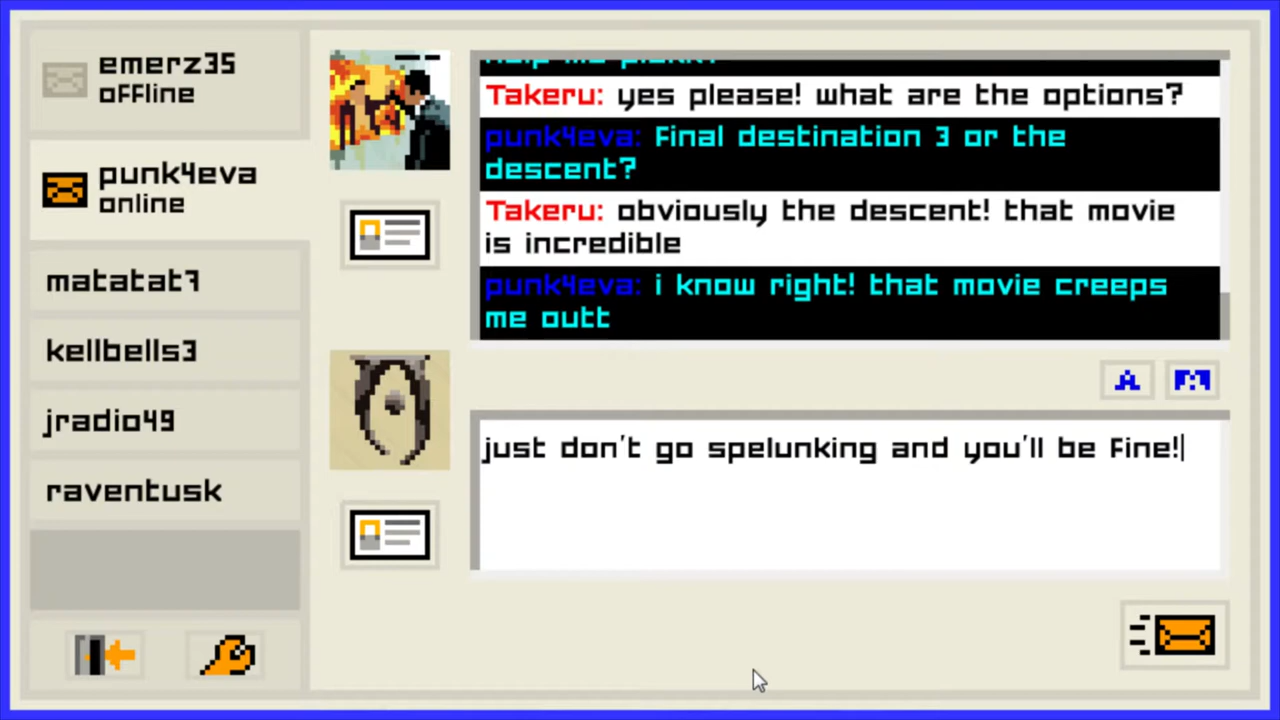 emerz35
offline
punk4eva
online
matatat7
kellbells3
jradio49
raventusk
Takeru: yes please! what are the options?
punk4eva: Final destination 3 or the
descent?
Takeru: obviously the descent! that movie
is incredible
punk4eva: i know right! that movie creeps
me outt
A
just don't go spelunking and you'll be fine!